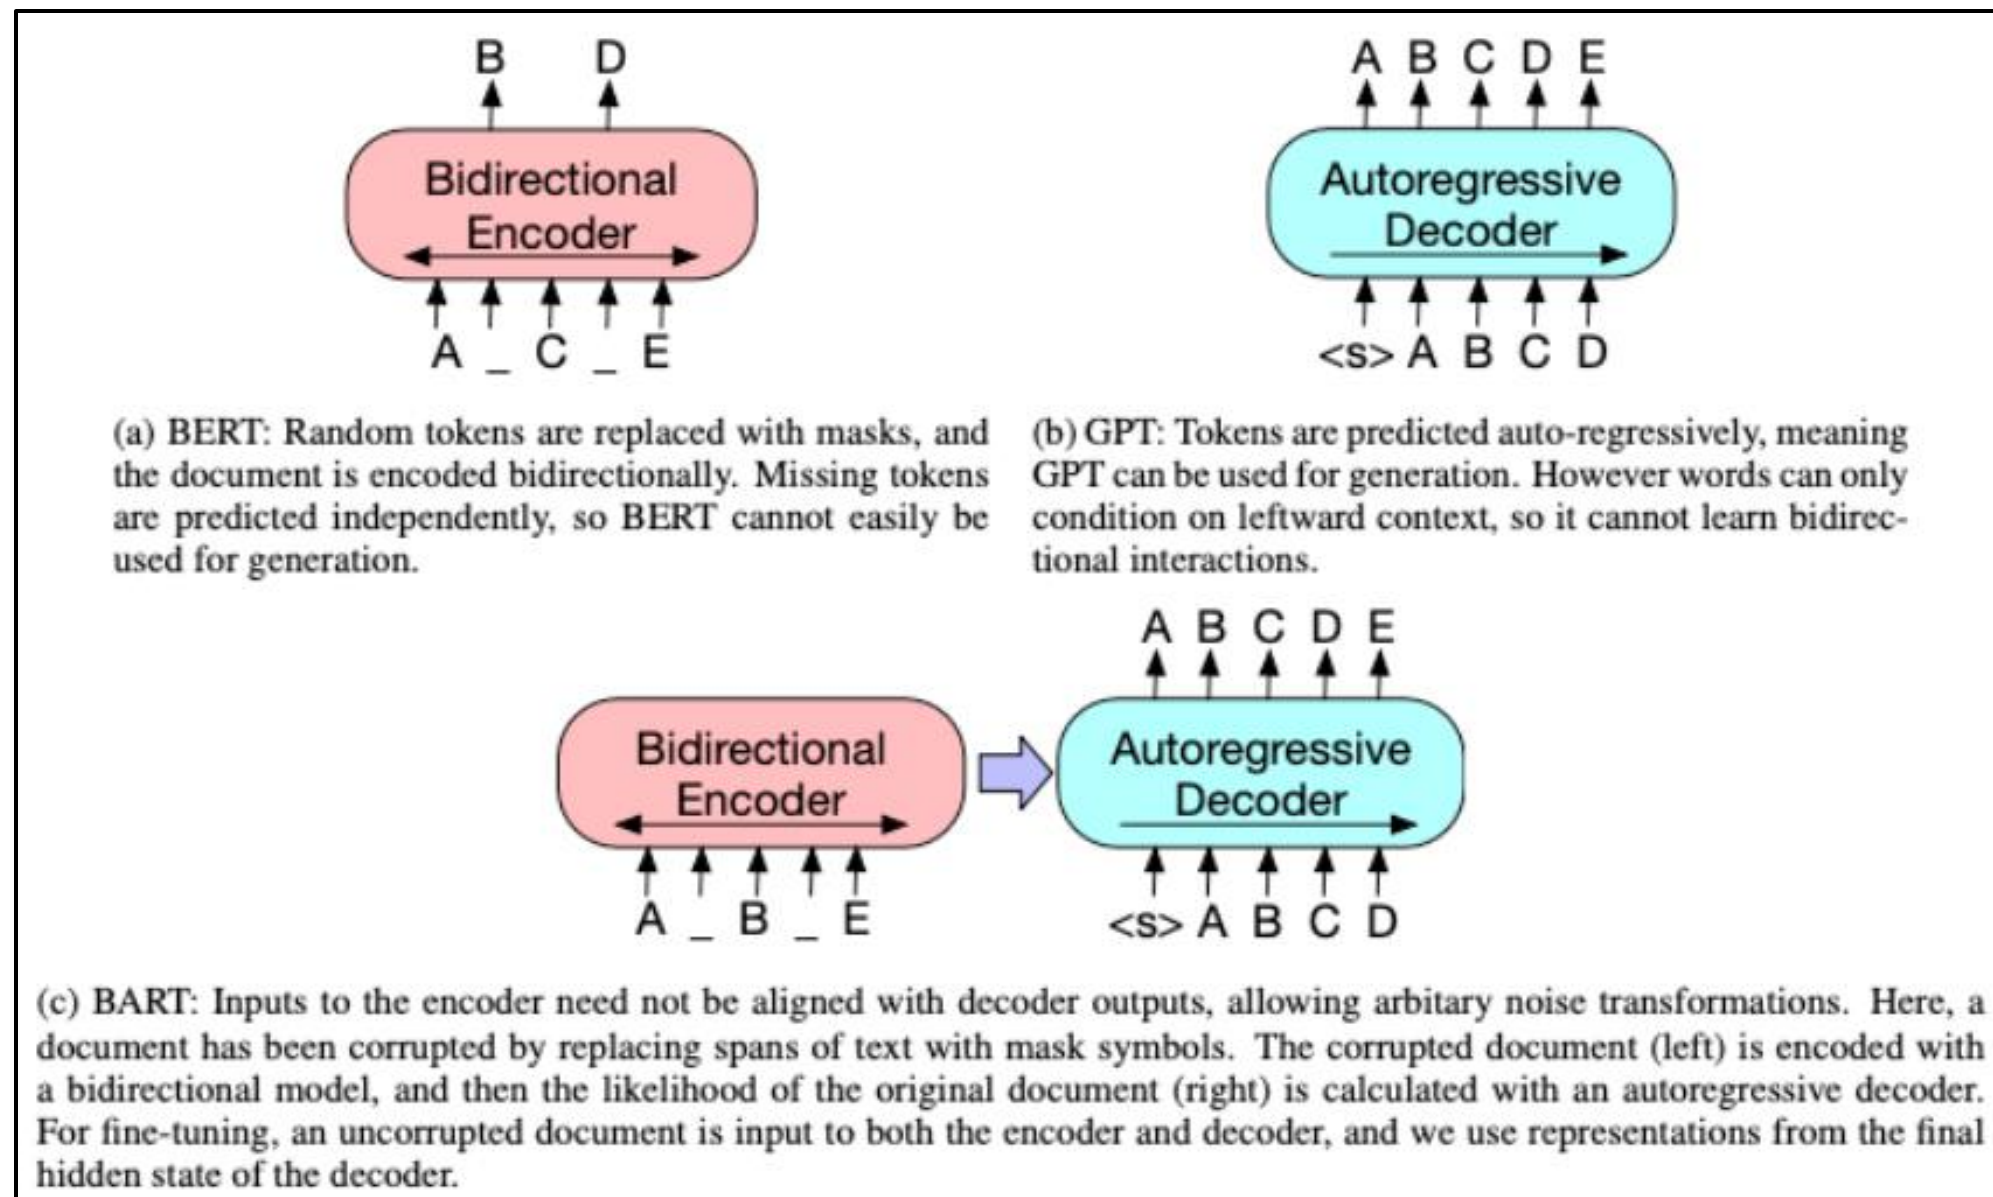 B D
Bidirectional
Encoder
A _ C _ E
(a) BERT: Random tokens are replaced with masks, and
the document is encoded bidirectionally. Missing tokens
are predicted independently, so BERT cannot easily be
used for generation.
A B C D E
Autoregressive
Decoder
<s> A B C D
(b) GPT: Tokens are predicted auto-regressively, meaning
GPT can be used for generation. However words can only
condition on leftward context, so it cannot learn bidirec-
tional interactions.
Bidirectional
Encoder
A _ B _ E
A B C D E
Autoregressive
Decoder
<s> A B C D
(c) BART: Inputs to the encoder need not be aligned with decoder outputs, allowing arbitary noise transformations. Here, a
document has been corrupted by replacing spans of text with mask symbols. The corrupted document (left) is encoded with
a bidirectional model, and then the likelihood of the original document (right) is calculated with an autoregressive decoder.
For fine-tuning, an uncorrupted document is input to both the encoder and decoder, and we use representations from the final
hidden state of the decoder.